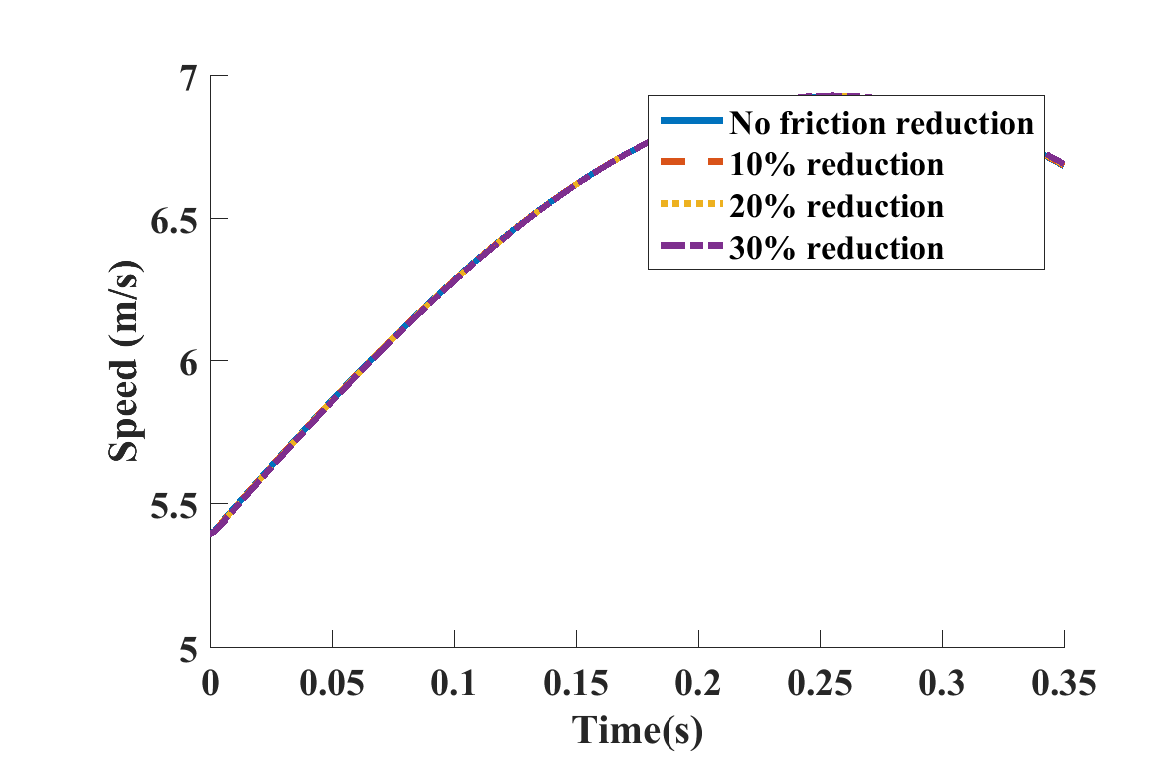 7
6.5
6
5.5
5
Speed (m/s)
No friction reduction
10% reduction
20% reduction
30% reduction
0 0.05 0.1 0.15 0.2 0.25 0.3 0.35
Time(s)